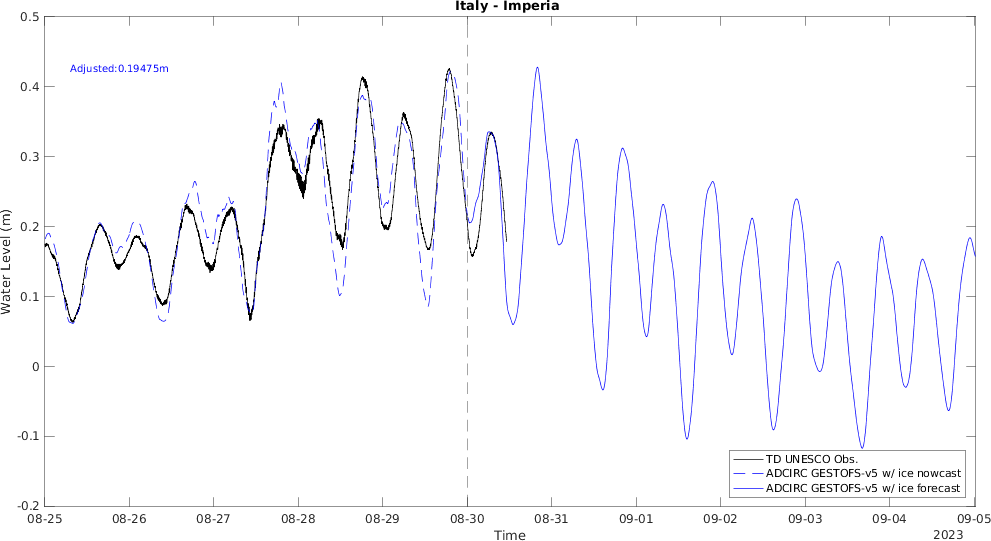 Italy - Imperia
0.5
Adjusted:0.19475m
0.4
0.3
0.2
0.1
0
-0.1
-0.2
Water Level (m)
TD UNESCO Obs.
ADCIRC GESTOFS-v5 w/ ice nowcast
ADCIRC GESTOFS-v5 w/ ice forecast
08-25 08-26 08-27 08-28 08-29 08-30 08-31 09-01 09-02 09-03 09-04 09-05
Time
2023